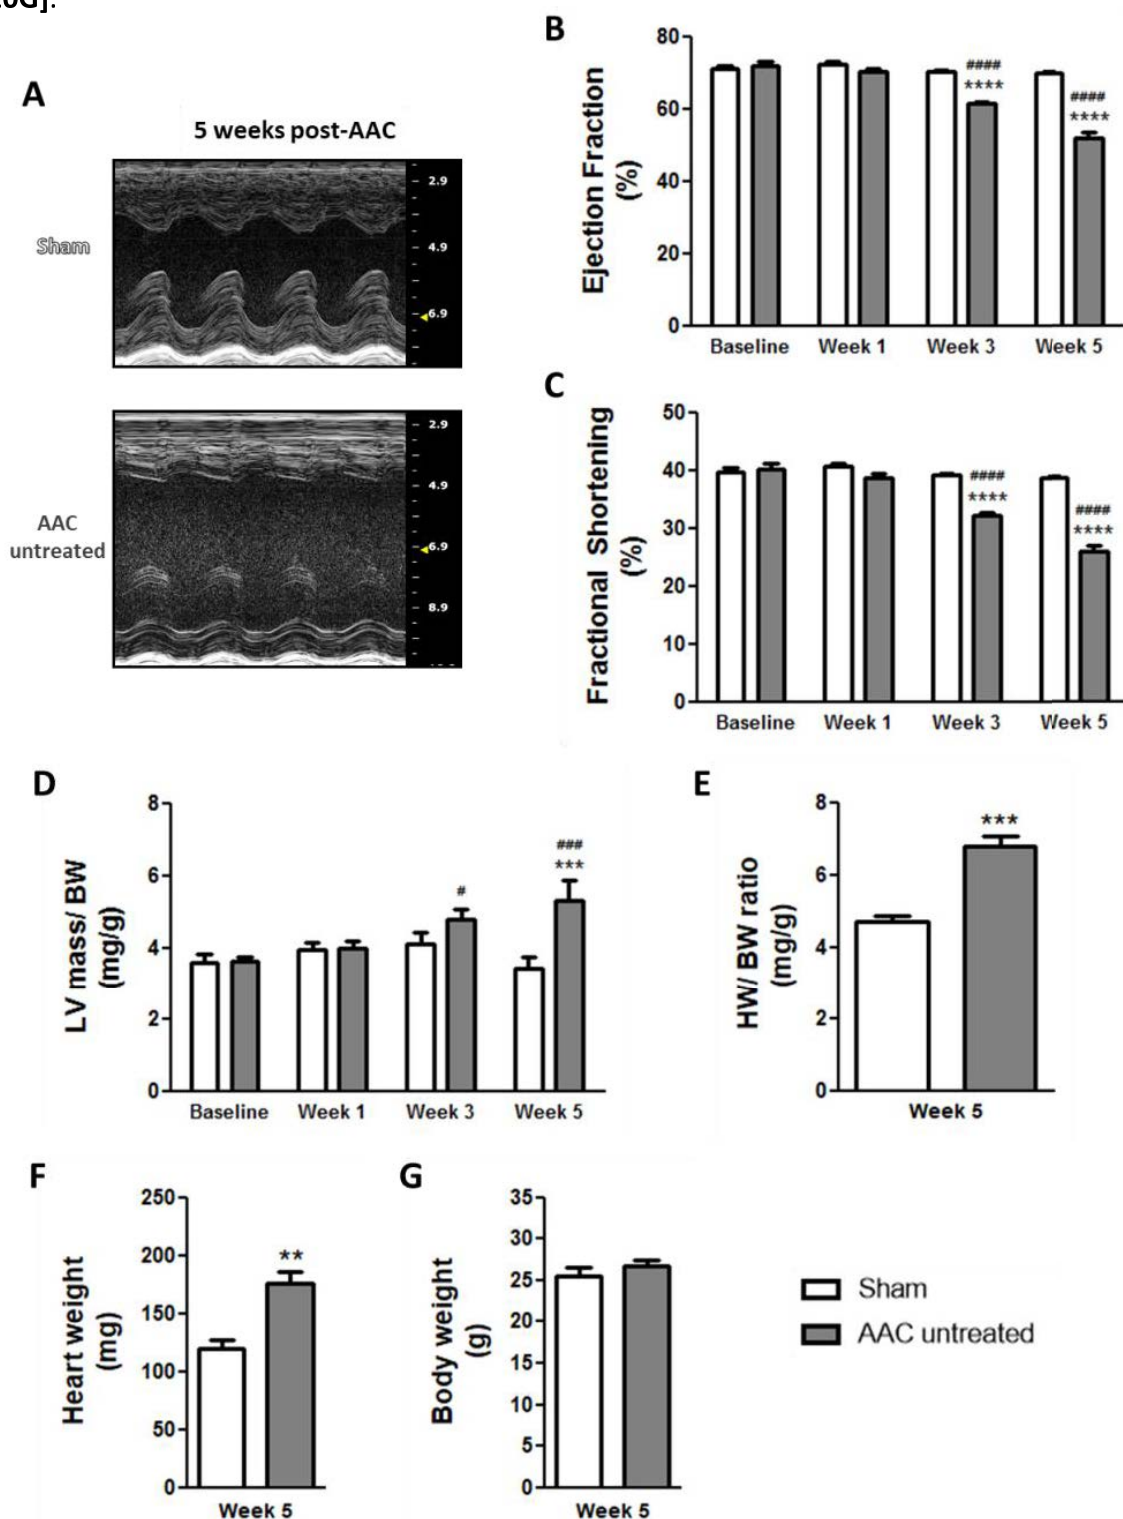 0G].
B
80
60
40
20
0
Ejection Fraction
(%)
####
****
####
****
Baseline Week 1 Week 3 Week 5
A
5 weeks post-AAC
Sham
2.9
4.9
6.9
AAC
untreated
2.9
4.9
6.9
8.9
C
50
40
30
20
10
0
Fractional Shortening
(%)
####
****
####
****
Baseline Week 1 Week 3 Week 5
D
8
6
4
2
0
LV mass/ BW
(mg/g)
#
###
***
Baseline Week 1 Week 3 Week 5
E
8
6
4
2
0
HW/ BW ratio
(mg/g)
***
Week 5
F
250
200
150
100
50
0
Heart weight
(mg)
**
Week 5
G
35
30
25
20
15
10
5
0
Body weight
(g)
Week 5
Sham
AAC untreated